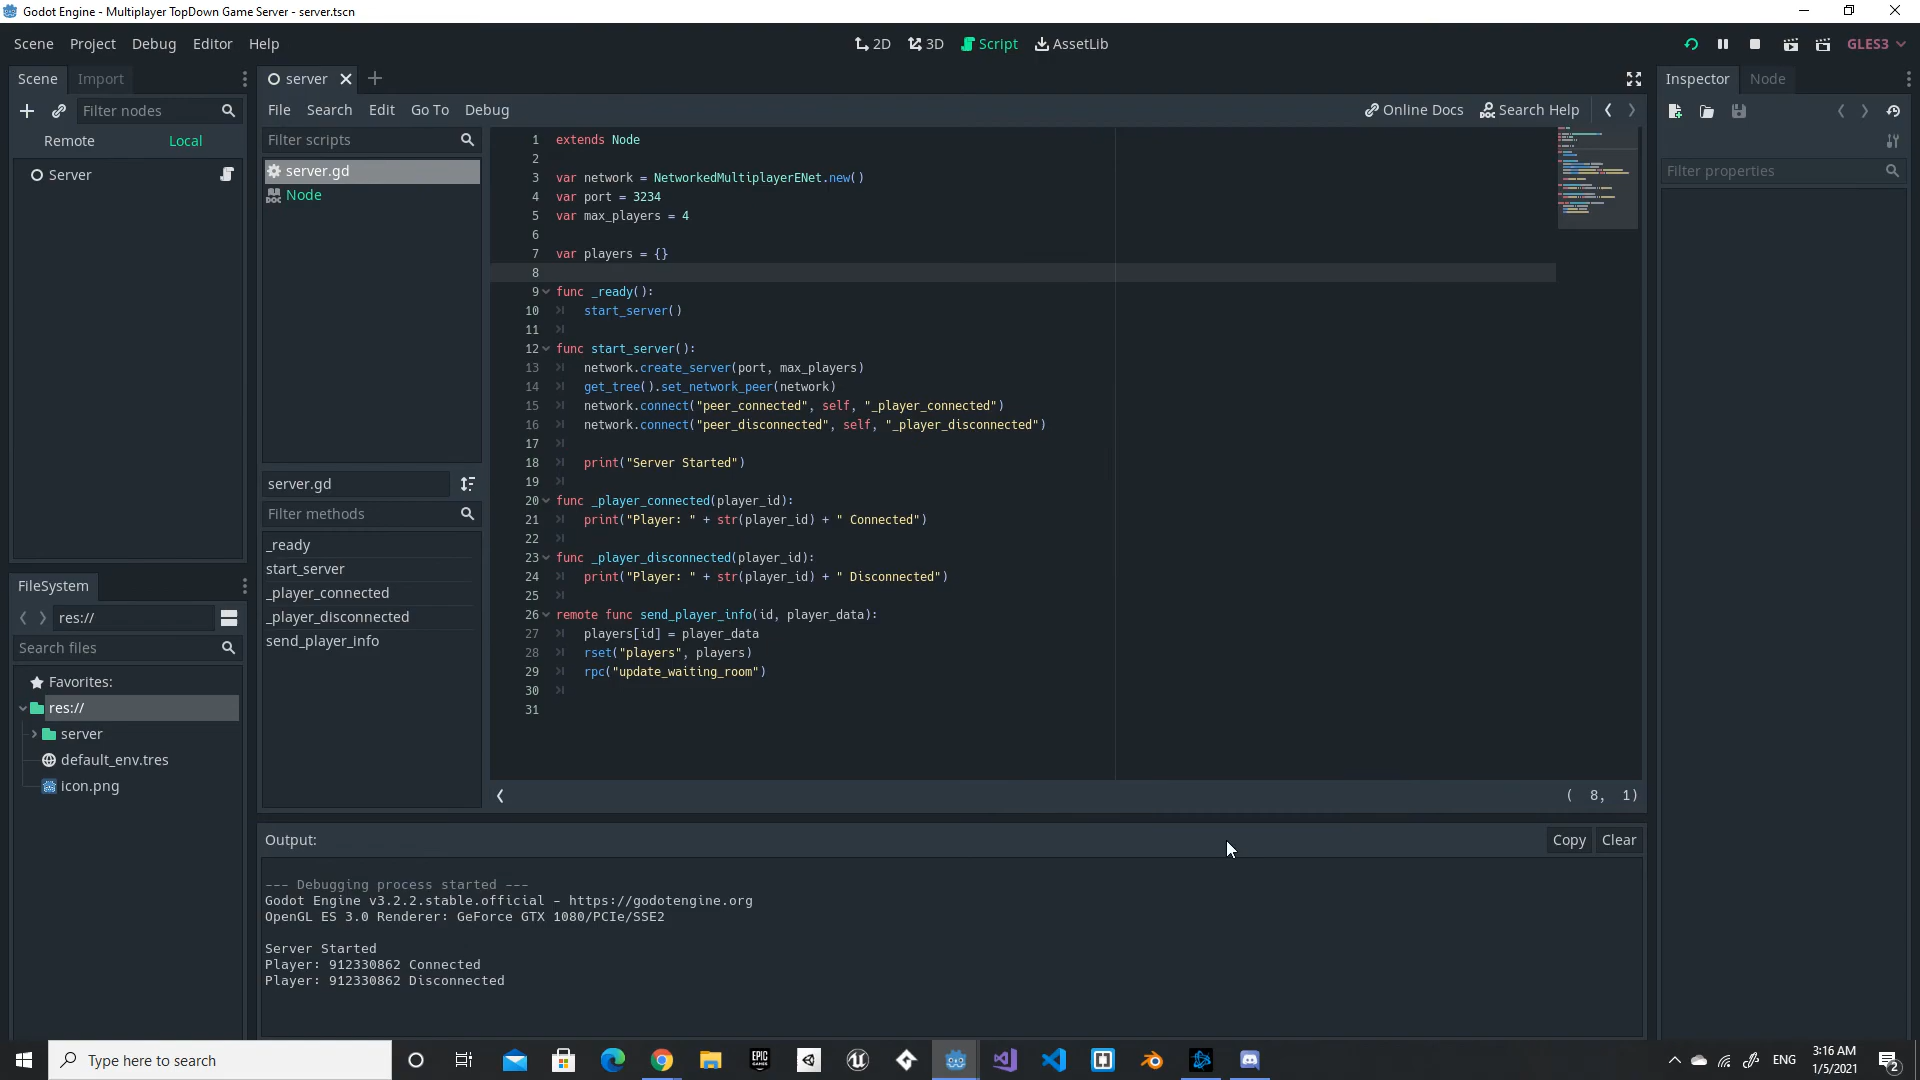 Godot Engine - Multiplayer TopDown Game Server - server.tscn
Scene Project Debug Editor Help
2D 3D Script AssetLib
GLES3
Scene Import
Filter nodes
Remote Local
Server
server
File Search Edit Go To Debug
Online Docs Search Help
Filter scripts
server.gd
Node
server.gd
Filter methods
_ready
start_server
_player_connected
_player_disconnected
send_player_info
1 extends Node
2
3 var network = NetworkedMultiplayerENet.new()
4 var port = 3234
5 var max_players = 4
6
7 var players = {}
8
9 func _ready():
10 start_server()
11
12 func start_server():
13 network.create_server(port, max_players)
14 get_tree().set_network_peer(network)
15 network.connect("peer_connected", self, "_player_connected")
16 network.connect("peer_disconnected", self, "_player_disconnected")
17
18 print("Server Started")
19
20 func _player_connected(player_id):
21 print("Player: " + str(player_id) + " Connected")
22
23 func _player_disconnected(player_id):
24 print("Player: " + str(player_id) + " Disconnected")
25
26 remote func send_player_info(id, player_data):
27 players[id] = player_data
28 rset("players", players)
29 rpc("update_waiting_room")
30
31
( 8, 1)
Inspector Node
Filter properties
FileSystem
res://
Search files
Favorites:
res://
server
default_env.tres
icon.png
Output:
Copy Clear
--- Debugging process started ---
Godot Engine v3.2.2.stable.official - https://godotengine.org
OpenGL ES 3.0 Renderer: GeForce GTX 1080/PCIe/SSE2
Server Started
Player: 912330862 Connected
Player: 912330862 Disconnected
Type here to search
EPIC GAMES
ENG
3:16 AM
1/5/2021
2